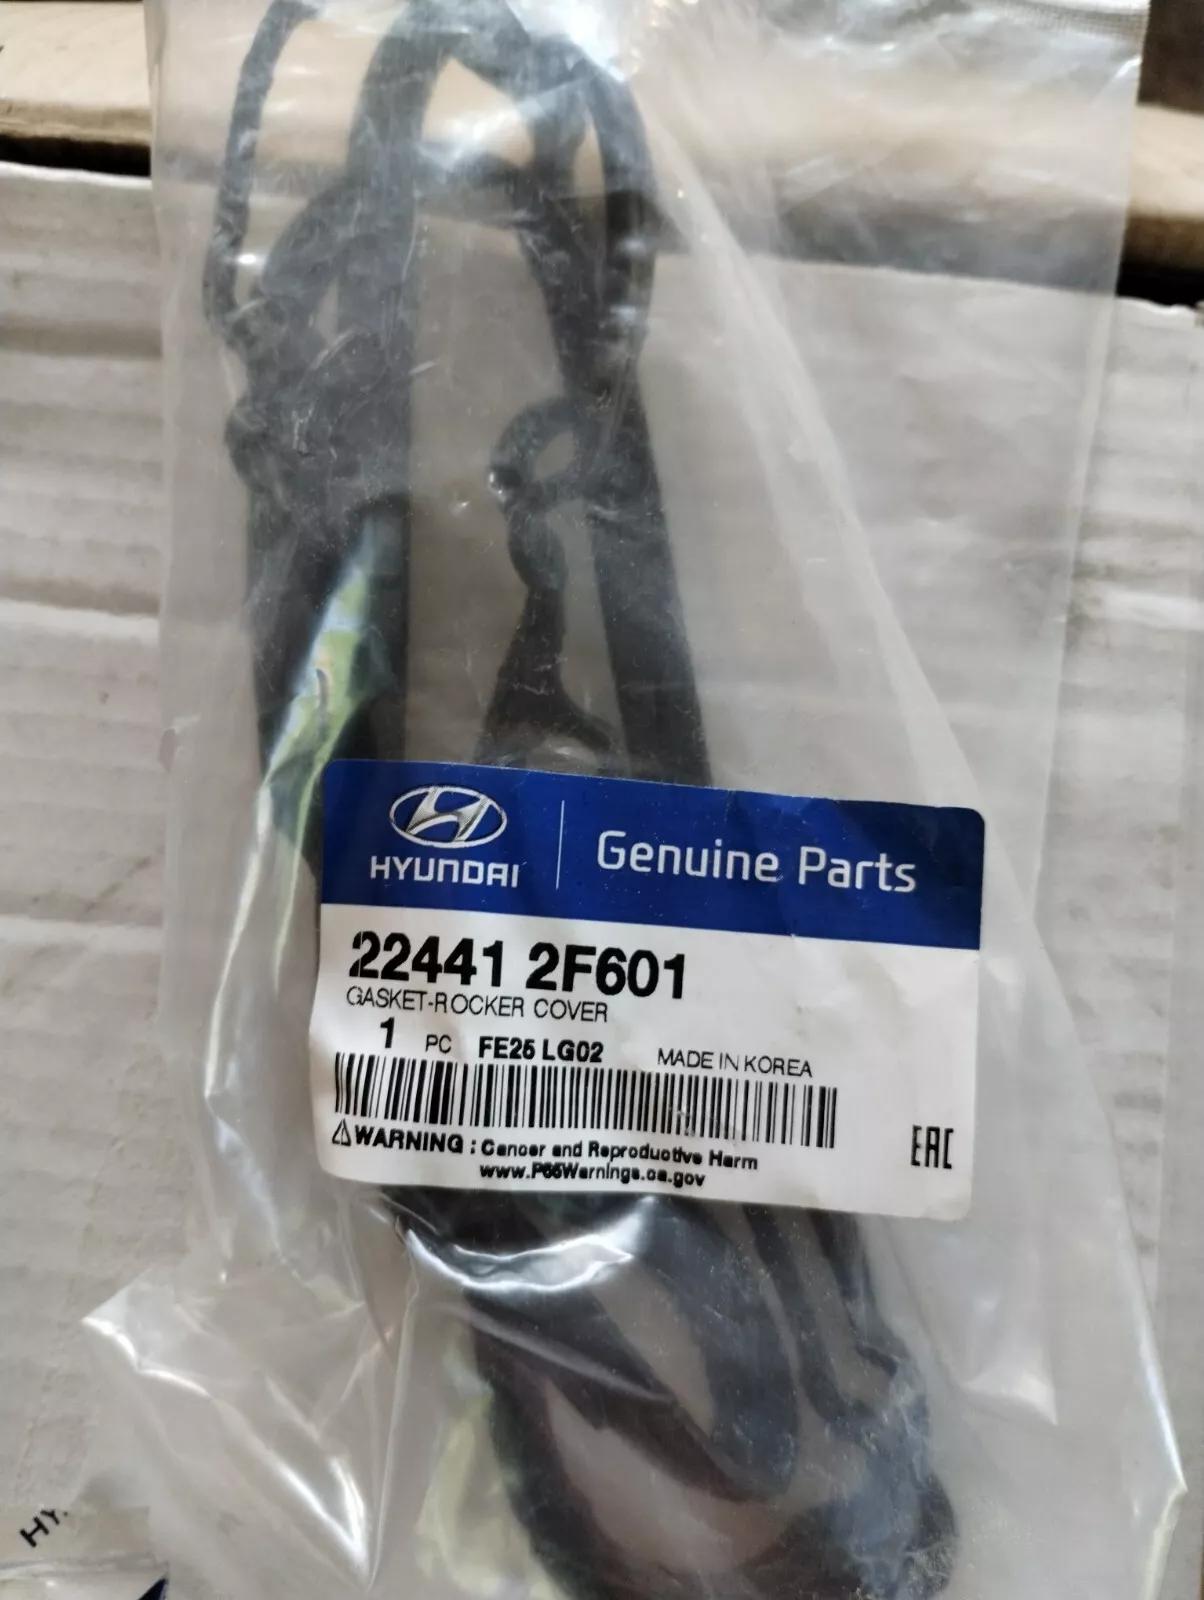 HYUNDAI
Genuine Parts
22441 2F601
GASKET-ROCKER COVER
1 PC FE25 LG02 MADE IN KOREA
⚠WARNING : Cancer and Reproductive Harm
www.P65Warnings.ca.gov
EAC
HY